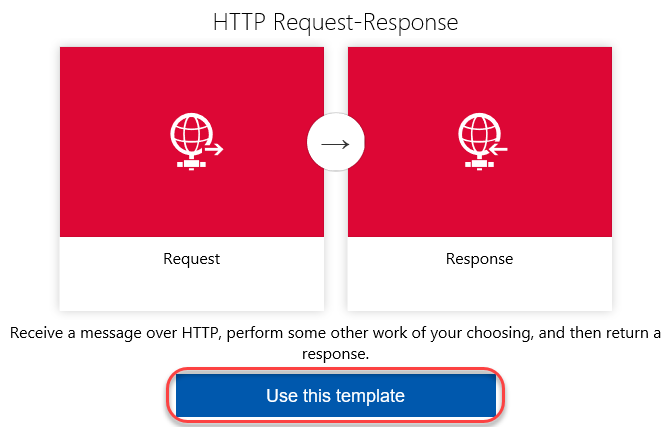 HTTP Request-Response
Request
Response
Receive a message over HTTP, perform some other work of your choosing, and then return a
response.
Use this template